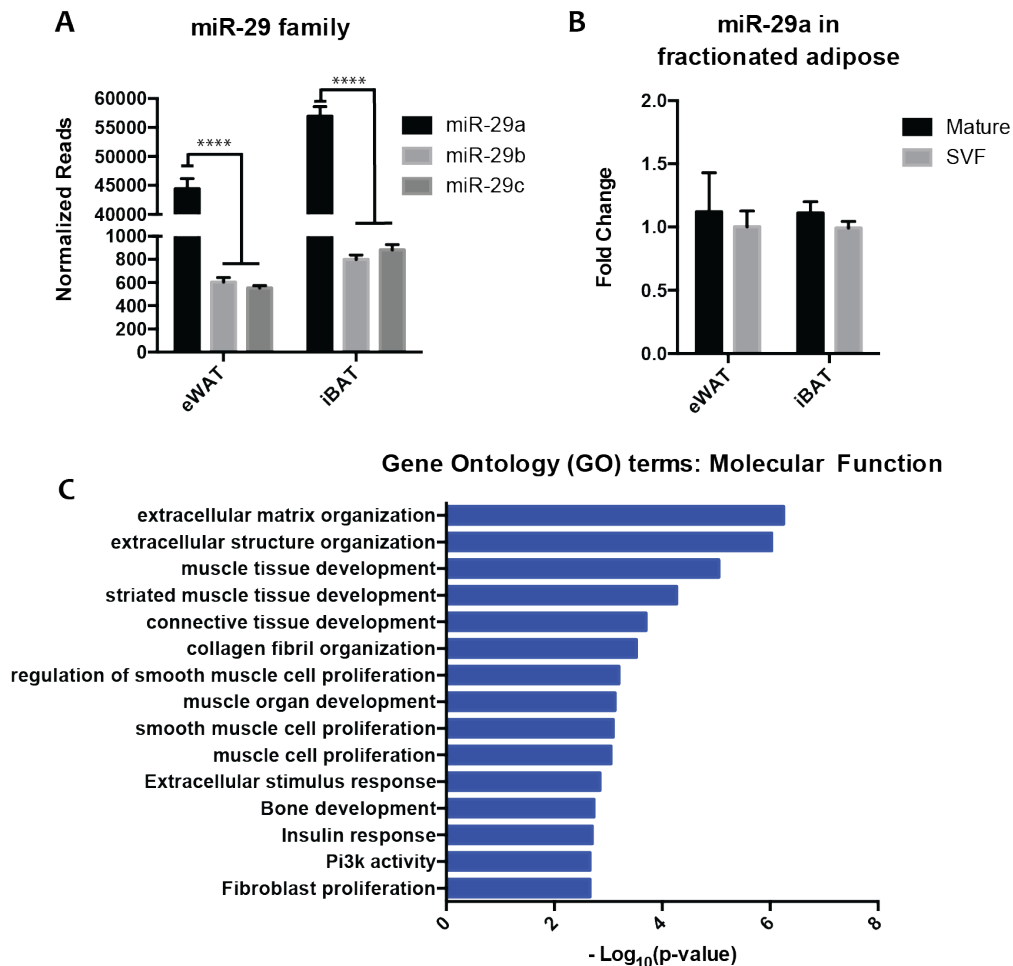 A
miR-29 family
Normalized Reads
60000
55000
50000
45000
40000
1000
800
600
400
200
0
****
****
eWAT
iBAT
miR-29a
miR-29b
miR-29c
B
miR-29a in
fractionated adipose
Fold Change
2.0
1.5
1.0
0.5
0.0
eWAT
iBAT
Mature
SVF
C
Gene Ontology (GO) terms: Molecular Function
extracellular matrix organization
extracellular structure organization
muscle tissue development
striated muscle tissue development
connective tissue development
collagen fibril organization
regulation of smooth muscle cell proliferation
muscle organ development
smooth muscle cell proliferation
muscle cell proliferation
Extracellular stimulus response
Bone development
Insulin response
Pi3k activity
Fibroblast proliferation
0
2
4
6
8
- Log10(p-value)